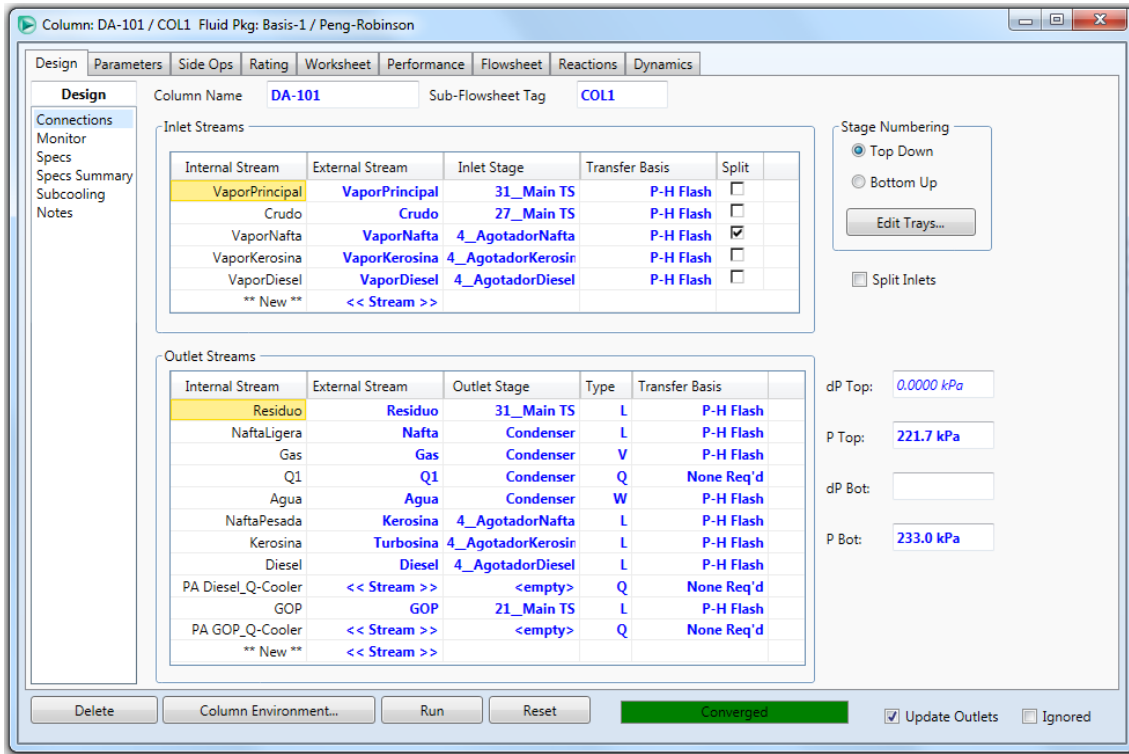 Column: DA-101 / COL1 Fluid Pkg: Basis-1 / Peng-Robinson
Design Parameters Side Ops Rating Worksheet Performance Flowsheet Reactions Dynamics
Design
Connections
Monitor
Specs
Specs Summary
Subcooling
Notes
Column Name DA-101 Sub-Flowsheet Tag COL1
Inlet Streams
Internal Stream External Stream Inlet Stage Transfer Basis Split
VaporPrincipal VaporPrincipal 31__Main TS P-H Flash
Crudo Crudo 27__Main TS P-H Flash
VaporNafta VaporNafta 4__AgotadorNafta P-H Flash
VaporKerosina VaporKerosina 4__AgotadorKerosin P-H Flash
VaporDiesel VaporDiesel 4__AgotadorDiesel P-H Flash
** New ** << Stream >>
Stage Numbering
Top Down
Bottom Up
Edit Trays...
Split Inlets
Outlet Streams
Internal Stream External Stream Outlet Stage Type Transfer Basis
Residuo Residuo 31__Main TS L P-H Flash
NaftaLigera Nafta Condenser L P-H Flash
Gas Gas Condenser V P-H Flash
Q1 Q1 Condenser Q None Req'd
Agua Agua Condenser W P-H Flash
NaftaPesada Kerosina 4__AgotadorNafta L P-H Flash
Kerosina Turbosina 4__AgotadorKerosin L P-H Flash
Diesel Diesel 4__AgotadorDiesel L P-H Flash
PA Diesel_Q-Cooler << Stream >> <empty> Q None Req'd
GOP GOP 21__Main TS L P-H Flash
PA GOP_Q-Cooler << Stream >> <empty> Q None Req'd
** New ** << Stream >>
dP Top: 0.0000 kPa
P Top: 221.7 kPa
dP Bot:
P Bot: 233.0 kPa
Delete Column Environment... Run Reset Converged Update Outlets Ignored